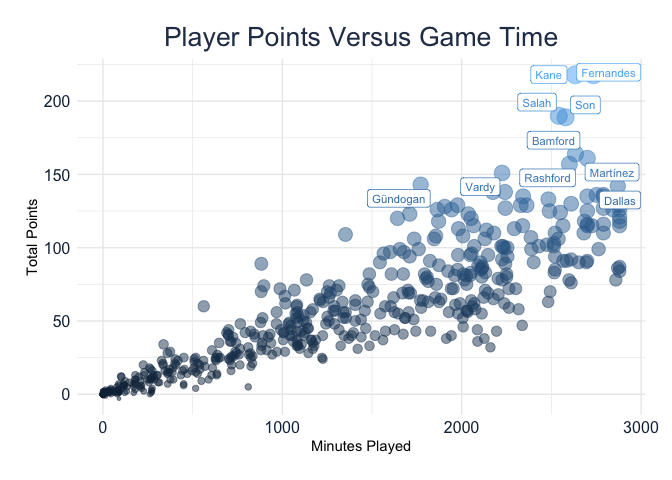 Player Points Versus Game Time
Kane
Fernandes
Salah
Son
Bamford
Rashford
Martínez
Vardy
Gündogan
Dallas
Total Points
200
150
100
50
0
0
1000
2000
3000
Minutes Played